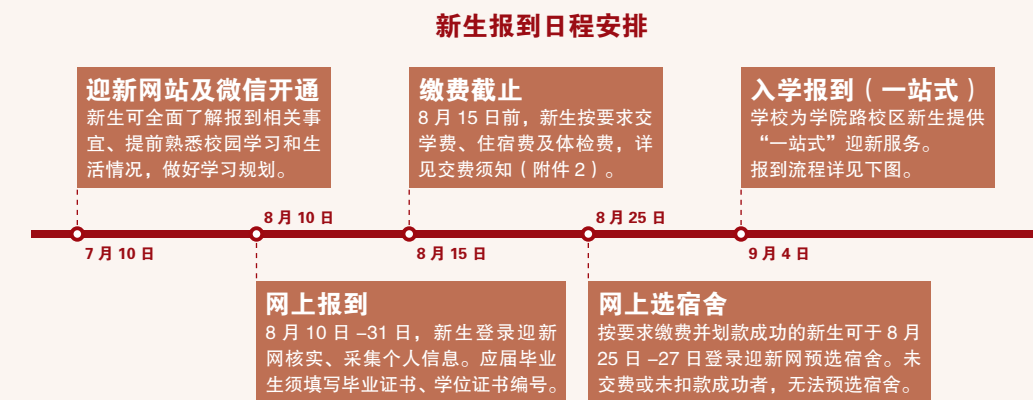 新生报到日程安排
迎新网站及微信开通
新生可全面了解报到相关事
宜、提前熟悉校园学习和生
活情况，做好学习规划。
缴费截止
8 月 15 日前，新生按要求交
学费、住宿费及体检费，详
见交费须知（附件 2）。
入学报到（一站式）
学校为学院路校区新生提供
“一站式”迎新服务。
报到流程详见下图。
8 月 10 日
8 月 25 日
7 月 10 日
8 月 15 日
9 月 4 日
网上报到
8 月 10 日 –31 日，新生登录迎新
网核实、采集个人信息。应届毕业
生须填写毕业证书、学位证书编号。
网上选宿舍
按要求缴费并划款成功的新生可于 8 月
25 日 –27 日登录迎新网预选宿舍。未
交费或未扣款成功者，无法预选宿舍。